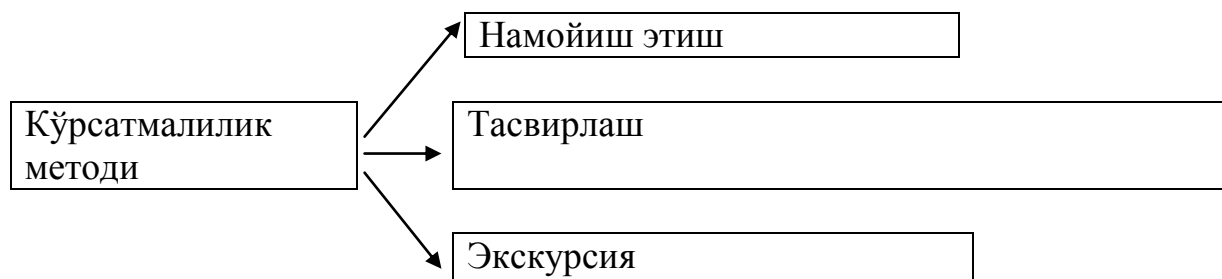 Намойиш этиш
Кўрсатмалилик
методи
Тасвирлаш
Экскурсия